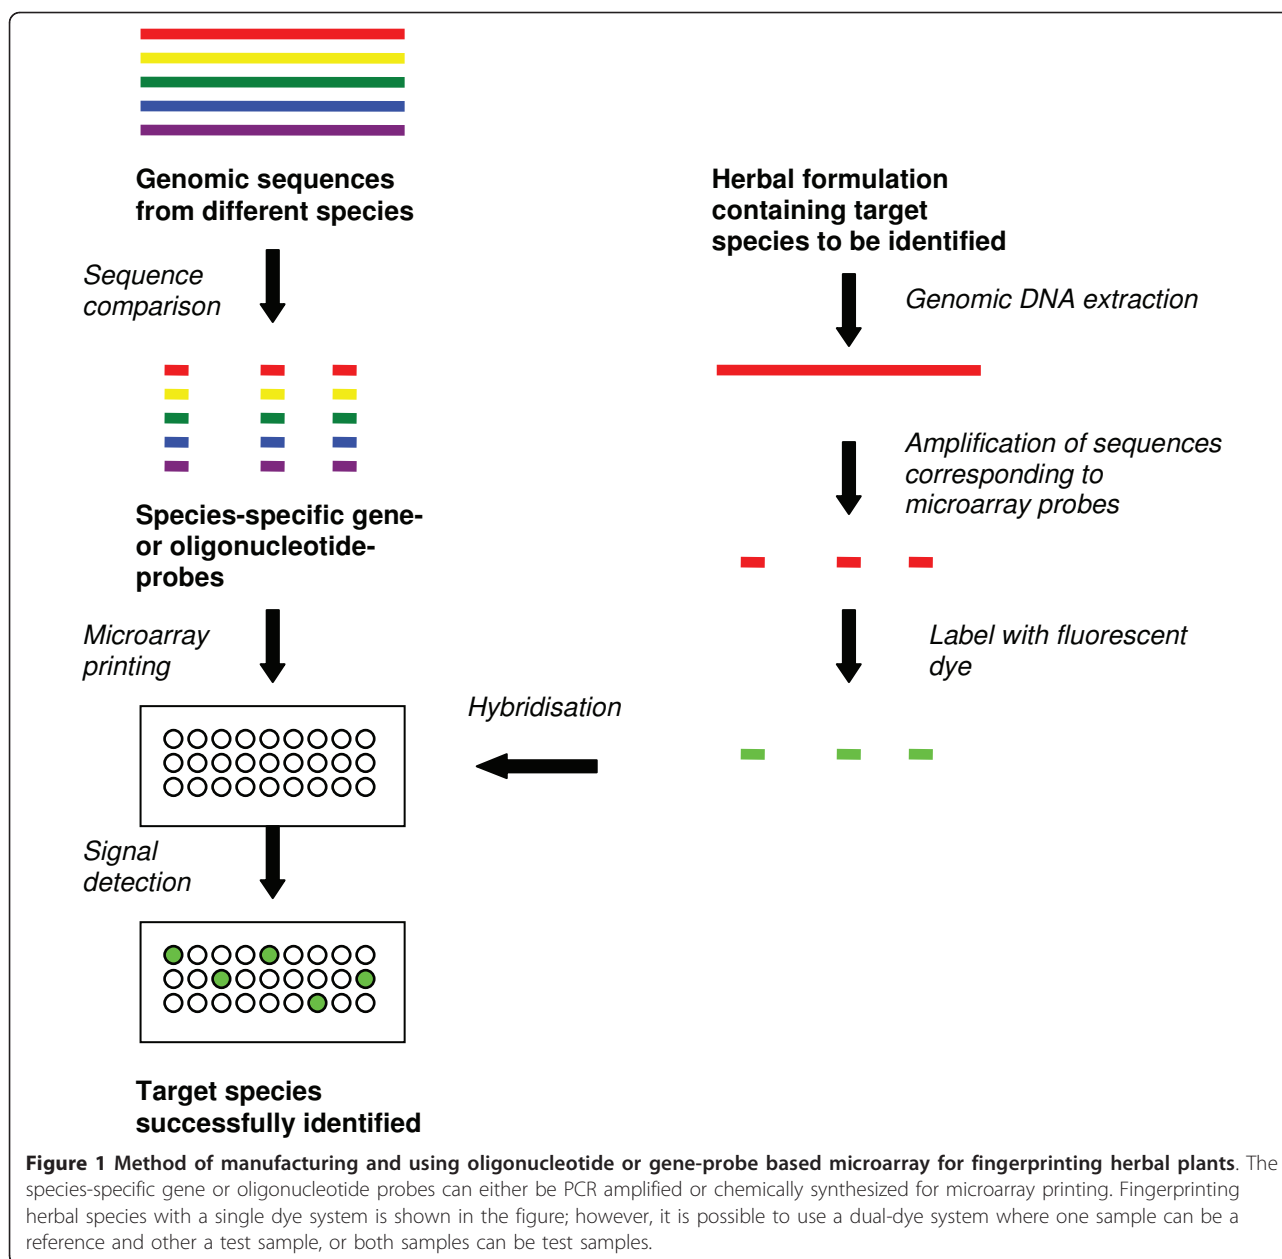 Genomic sequences
from different species
Sequence
comparison
Species-specific gene-
or oligonucleotide-
probes
Microarray
printing
Herbal formulation
containing target
species to be identified
Genomic DNA extraction
Amplification of sequences
corresponding to
microarray probes
Label with fluorescent
dye
Hybridisation
Signal
detection
Target species
successfully identified
Figure 1 Method of manufacturing and using oligonucleotide or gene-probe based microarray for fingerprinting herbal plants. The
species-specific gene or oligonucleotide probes can either be PCR amplified or chemically synthesized for microarray printing. Fingerprinting
herbal species with a single dye system is shown in the figure; however, it is possible to use a dual-dye system where one sample can be a
reference and other a test sample, or both samples can be test samples.